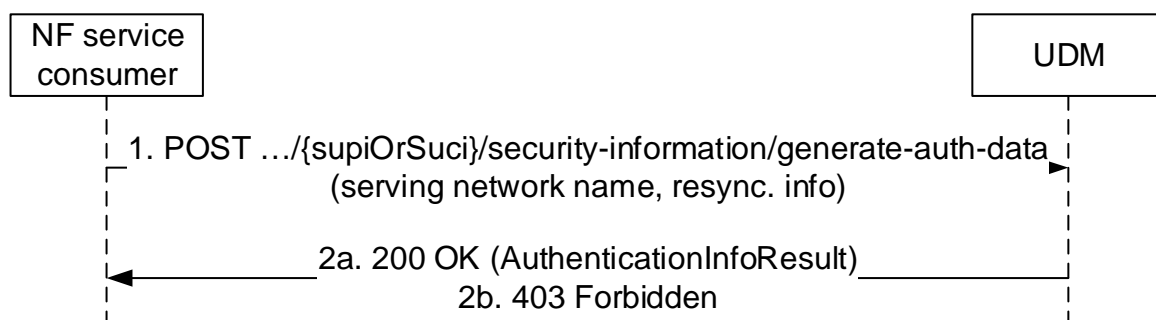 NF service
consumer
UDM
1. POST …/{supiOrSuci}/security-information/generate-auth-data
(serving network name, resync. info)
2a. 200 OK (AuthenticationInfoResult)
2b. 403 Forbidden